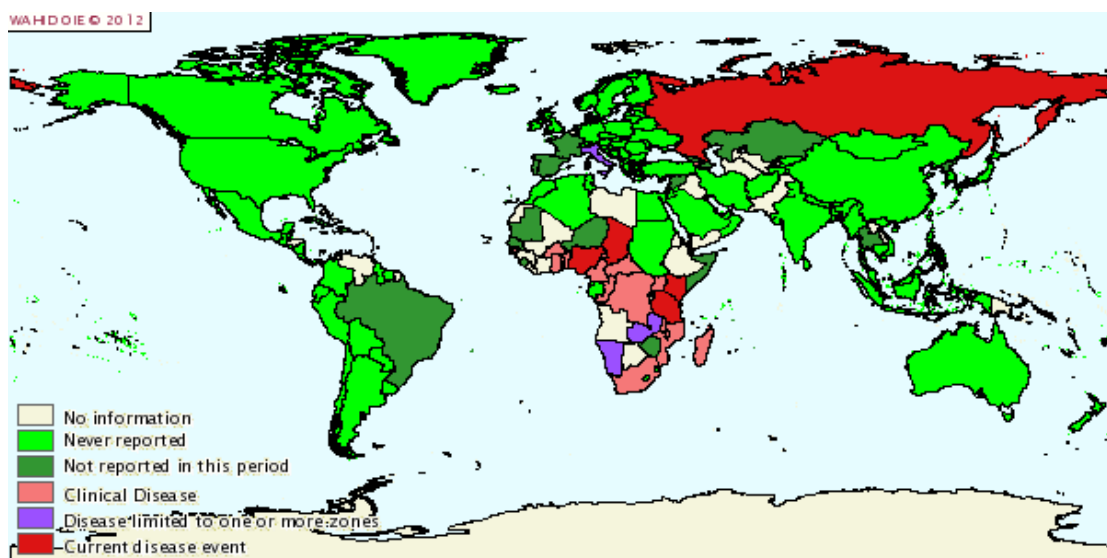 WAHID OIE © 2012
No information
Never reported
Not reported in this period
Clinical Disease
Disease limited to one or more zones
Current disease event